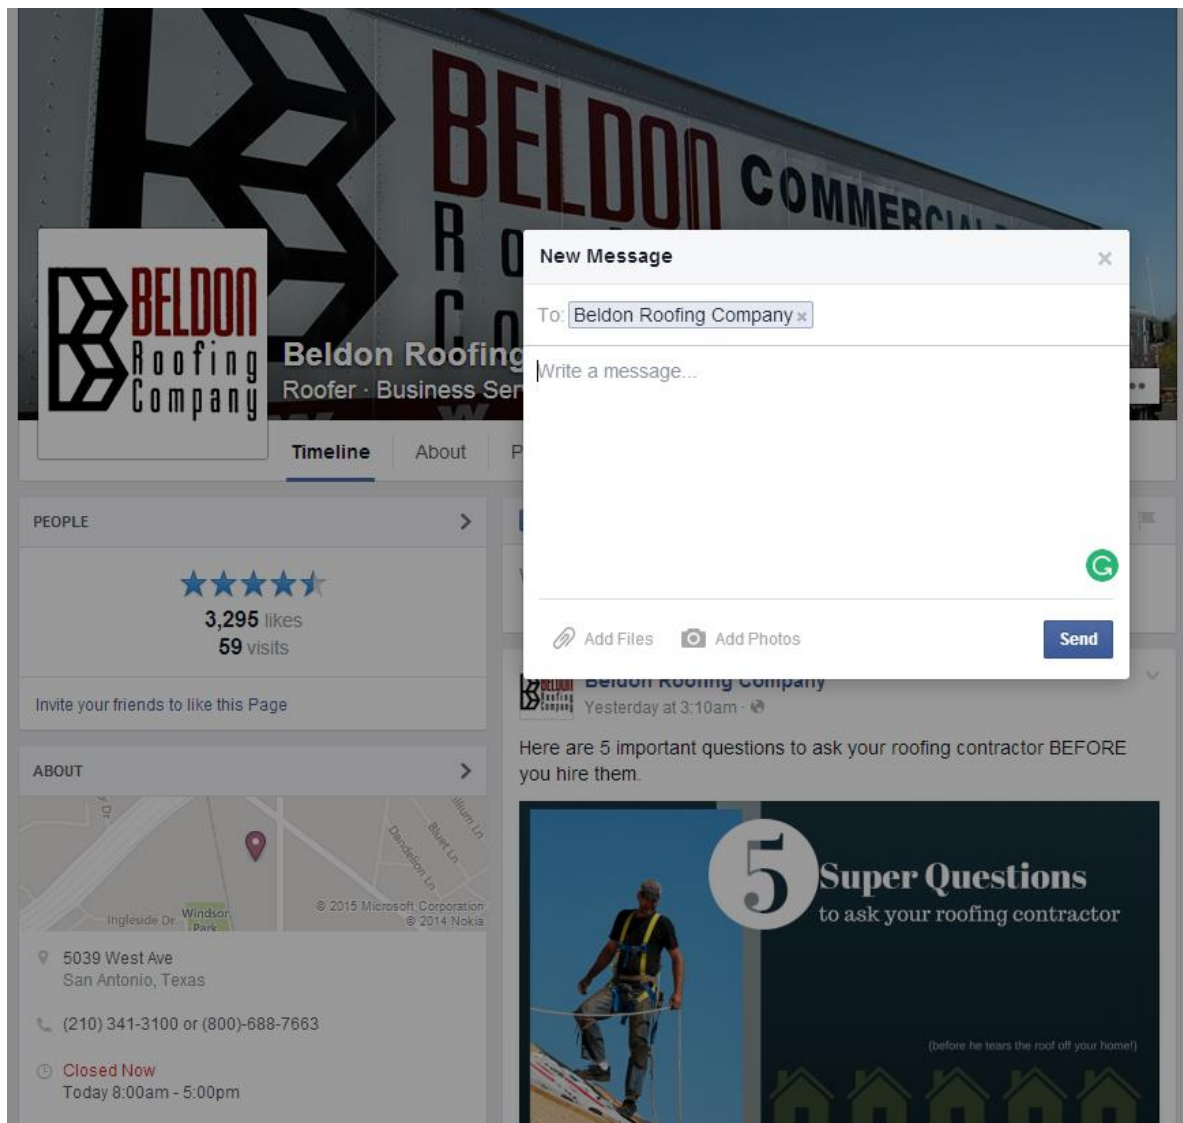 BELDON
COMMERCIAL
BELDON
Roofing
Company
Beldon Roofing
Roofer · Business Ser
Timeline
About
P
New Message
To: Beldon Roofing Company
Write a message...
Add Files
Add Photos
Send
PEOPLE
3,295 likes
59 visits
Invite your friends to like this Page
ABOUT
Dandelion Ln
Bluet Ln
Ingleside Dr
Windsor
Park
© 2015 Microsoft Corporation
© 2014 Nokia
5039 West Ave
San Antonio, Texas
(210) 341-3100 or (800)-688-7663
Closed Now
Today 8:00am - 5:00pm
BELDON
Roofing
Company
Beldon Roofing Company
Yesterday at 3:10am ·
Here are 5 important questions to ask your roofing contractor BEFORE
you hire them.
5
Super Questions
to ask your roofing contractor
(before he tears the roof off your home!)